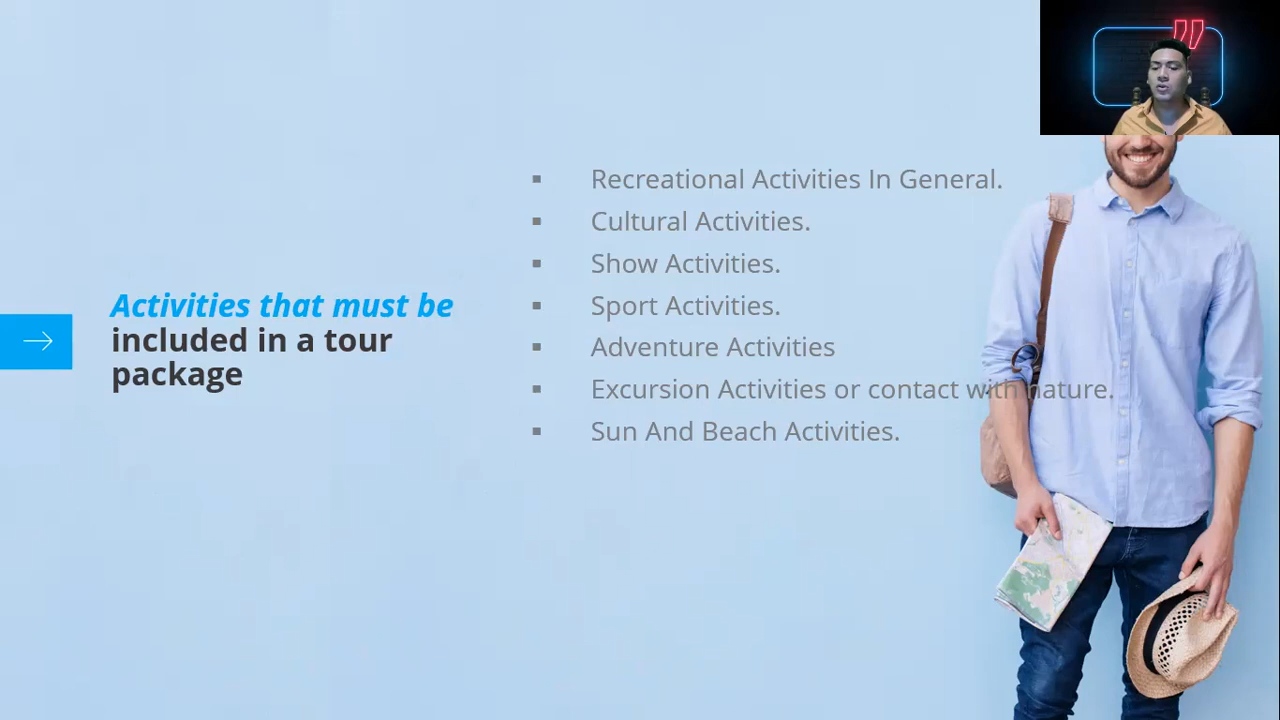 Activities that must be
included in a tour
package
Recreational Activities In General.
Cultural Activities.
Show Activities.
Sport Activities.
Adventure Activities
Excursion Activities or contact with nature.
Sun And Beach Activities.